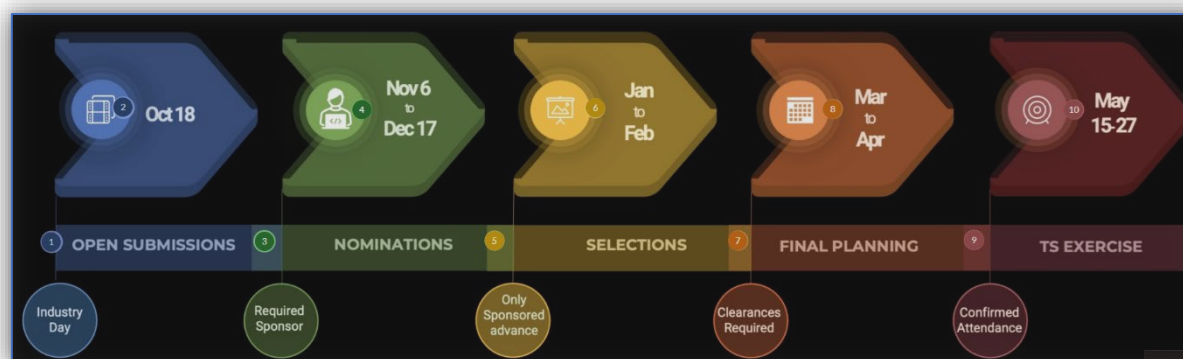 2
Oct 18
4
Nov 6
to
Dec 17
6
Jan
to
Feb
8
Mar
to
Apr
10
May
15-27
1
OPEN SUBMISSIONS
3
NOMINATIONS
5
SELECTIONS
7
FINAL PLANNING
9
TS EXERCISE
Industry
Day
Required
Sponsor
Only
Sponsored
advance
Clearances
Required
Confirmed
Attendance